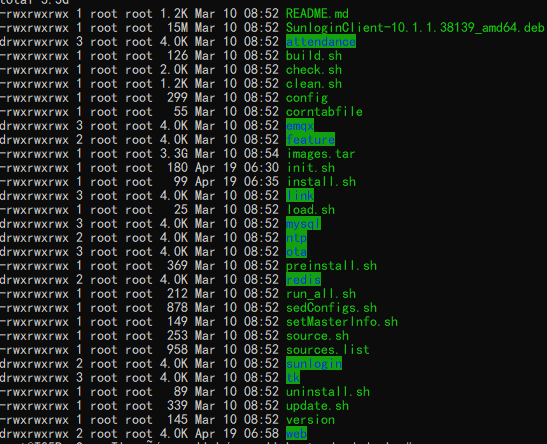 -rwxrwxrwx 1 root root 1.2K Mar 10 08:52 README.md
-rwxrwxrwx 1 root root 15M Mar 10 08:52 SunloginClient-10.1.1.38139_amd64.deb
drwxrwxrwx 3 root root 4.0K Mar 10 08:52 attendance
-rwxrwxrwx 1 root root 126 Mar 10 08:52 build.sh
-rwxrwxrwx 1 root root 2.0K Mar 10 08:52 check.sh
-rwxrwxrwx 1 root root 1.2K Mar 10 08:52 clean.sh
-rwxrwxrwx 1 root root 299 Mar 10 08:52 config
-rwxrwxrwx 1 root root 55 Mar 10 08:52 corntabfile
drwxrwxrwx 3 root root 4.0K Mar 10 08:52 emqx
drwxrwxrwx 2 root root 4.0K Mar 10 08:52 feature
-rwxrwxrwx 1 root root 3.3G Mar 10 08:54 images.tar
-rwxrwxrwx 1 root root 180 Apr 19 06:30 init.sh
-rwxrwxrwx 1 root root 99 Apr 19 06:35 install.sh
drwxrwxrwx 3 root root 4.0K Mar 10 08:52 link
-rwxrwxrwx 1 root root 25 Mar 10 08:52 load.sh
drwxrwxrwx 3 root root 4.0K Mar 10 08:52 mysql
drwxrwxrwx 2 root root 4.0K Mar 10 08:52 ntp
drwxrwxrwx 3 root root 4.0K Mar 10 08:52 ota
-rwxrwxrwx 1 root root 369 Mar 10 08:52 preinstall.sh
drwxrwxrwx 2 root root 4.0K Mar 10 08:52 redis
-rwxrwxrwx 1 root root 212 Mar 10 08:52 run_all.sh
-rwxrwxrwx 1 root root 878 Mar 10 08:52 sedConfigs.sh
-rwxrwxrwx 1 root root 149 Mar 10 08:52 setMasterInfo.sh
-rwxrwxrwx 1 root root 253 Mar 10 08:52 source.sh
-rwxrwxrwx 1 root root 958 Mar 10 08:52 sources.list
drwxrwxrwx 2 root root 4.0K Mar 10 08:52 sunlogin
drwxrwxrwx 3 root root 4.0K Mar 10 08:52 tk
-rwxrwxrwx 1 root root 89 Mar 10 08:52 uninstall.sh
-rwxrwxrwx 1 root root 339 Mar 10 08:52 update.sh
-rwxrwxrwx 1 root root 145 Mar 10 08:52 version
drwxrwxrwx 2 root root 4.0K Apr 19 06:58 web